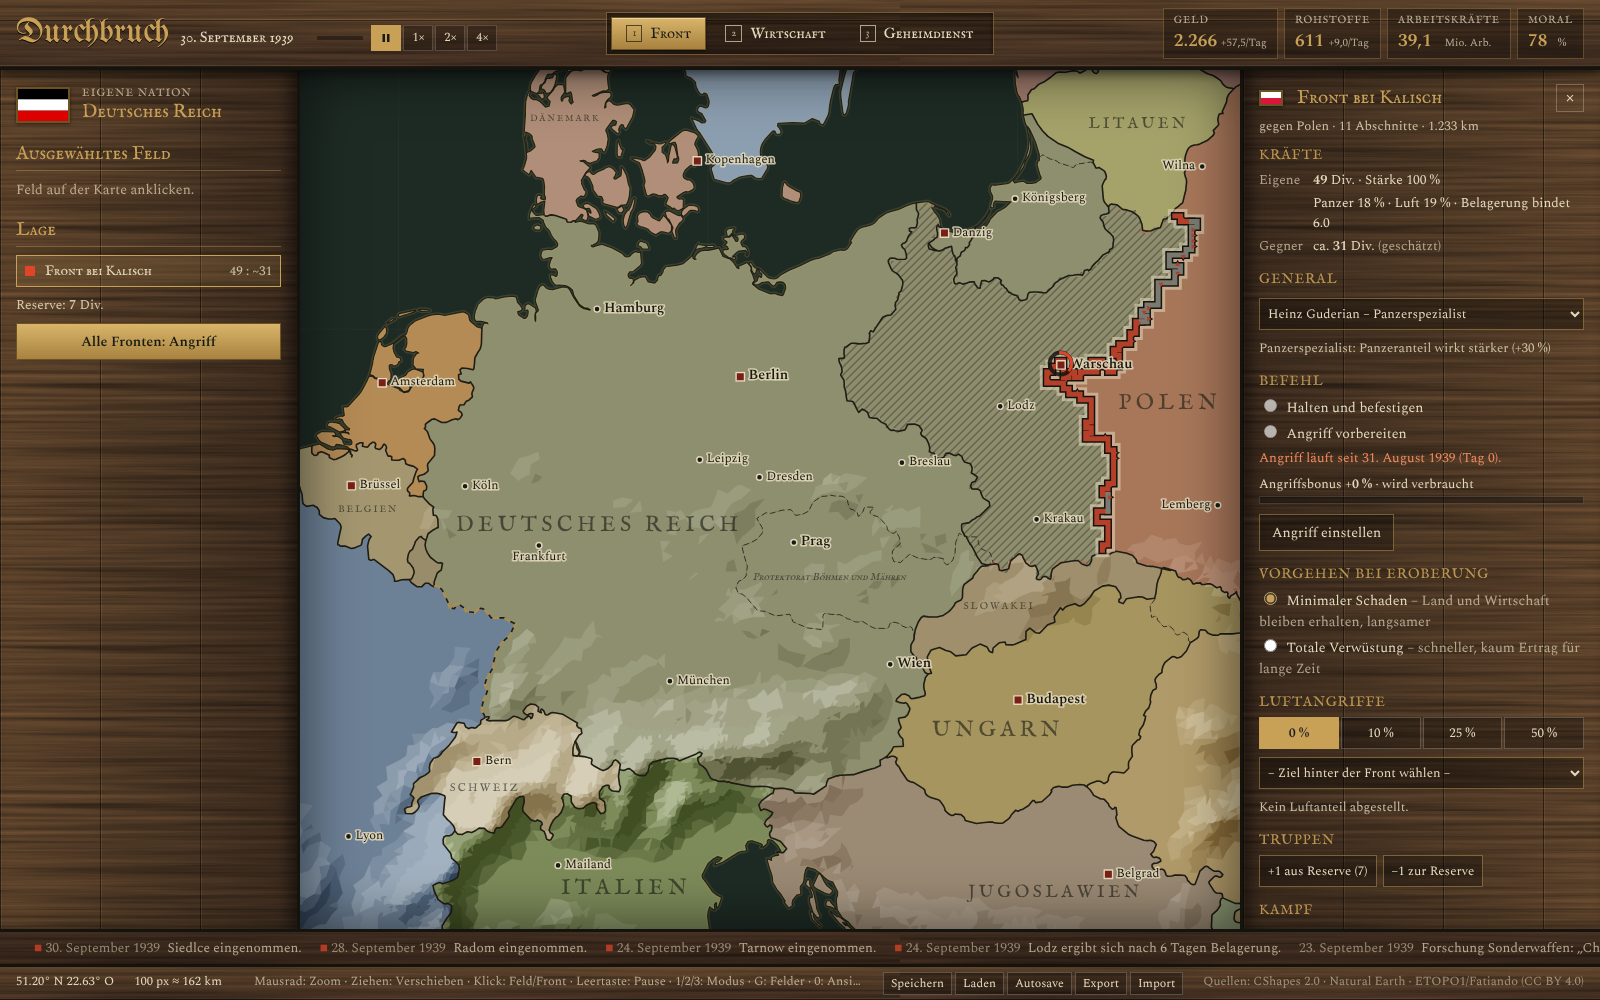 Durchbruch
30. September 1939
1×
2×
4×
1 Front
2 Wirtschaft
3 Geheimdienst
GELD
2.266 +57,5/Tag
ROHSTOFFE
611 +9,0/Tag
ARBEITSKRÄFTE
39,1 Mio. Arb.
MORAL
78 %
EIGENE NATION
Deutsches Reich
Ausgewähltes Feld
Feld auf der Karte anklicken.
Lage
Front bei Kalisch 49 : ~31
Reserve: 7 Div.
Alle Fronten: Angriff
DÄNEMARK
Kopenhagen
LITAUEN
Wilna
Königsberg
Danzig
Hamburg
Berlin
Amsterdam
Warschau
POLEN
Lodz
Leipzig
Dresden
Breslau
Brüssel
BELGIEN
Köln
DEUTSCHES REICH
Frankfurt
Prag
Protektorat Böhmen und Mähren
Krakau
Lemberg
SLOWAKEI
Wien
München
Budapest
UNGARN
Bern
SCHWEIZ
Lyon
Mailand
ITALIEN
Belgrad
JUGOSLAWIEN
Front bei Kalisch
×
gegen Polen · 11 Abschnitte · 1.233 km
KRÄFTE
Eigene 49 Div. · Stärke 100 %
Panzer 18 % · Luft 19 % · Belagerung bindet
6.0
Gegner ca. 31 Div. (geschätzt)
GENERAL
Heinz Guderian – Panzerspezialist
Panzerspezialist: Panzeranteil wirkt stärker (+30 %)
BEFEHL
Halten und befestigen
Angriff vorbereiten
Angriff läuft seit 31. August 1939 (Tag 0).
Angriffsbonus +0 % · wird verbraucht
Angriff einstellen
VORGEHEN BEI EROBERUNG
Minimaler Schaden – Land und Wirtschaft
bleiben erhalten, langsamer
Totale Verwüstung – schneller, kaum Ertrag für
lange Zeit
LUFTANGRIFFE
0 %
10 %
25 %
50 %
– Ziel hinter der Front wählen –
Kein Luftanteil abgestellt.
TRUPPEN
+1 aus Reserve (7)
−1 zur Reserve
KAMPF
30. September 1939 Siedlce eingenommen.
28. September 1939 Radom eingenommen.
24. September 1939 Tarnow eingenommen.
24. September 1939 Lodz ergibt sich nach 6 Tagen Belagerung.
23. September 1939 Forschung Sonderwaffen: „Ch
51.20° N 22.63° O
100 px ≈ 162 km
Mausrad: Zoom · Ziehen: Verschieben · Klick: Feld/Front · Leertaste: Pause · 1/2/3: Modus · G: Felder · 0: Ansi…
Speichern
Laden
Autosave
Export
Import
Quellen: CShapes 2.0 · Natural Earth · ETOPO1/Fatiando (CC BY 4.0)